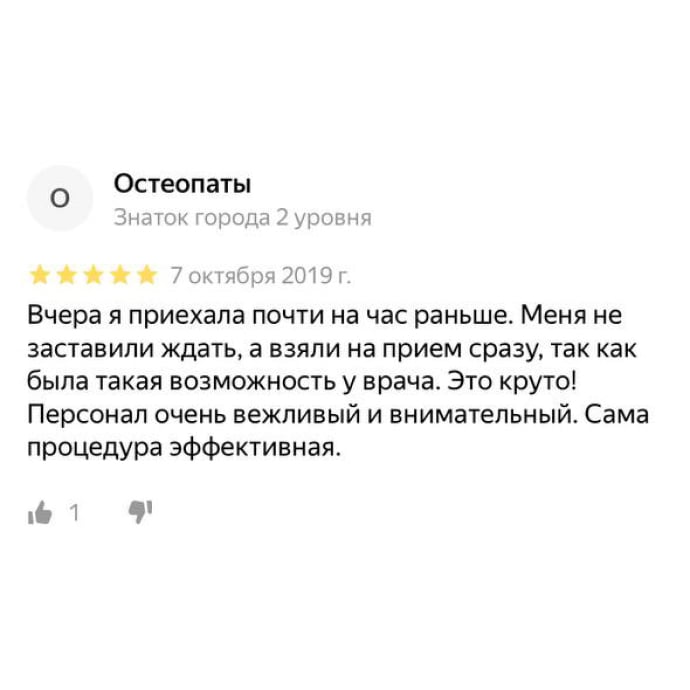 О
Остеопаты
Знаток города 2 уровня
7 октября 2019 г.
Вчера я приехала почти на час раньше. Меня не
заставили ждать, а взяли на прием сразу, так как
была такая возможность у врача. Это круто!
Персонал очень вежливый и внимательный. Сама
процедура эффективная.
1